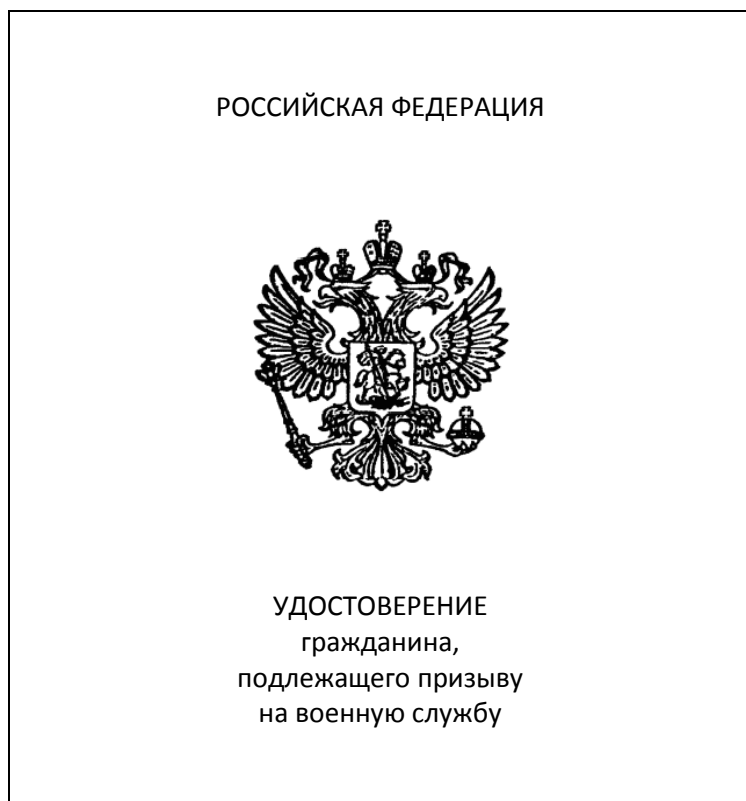 РОССИЙСКАЯ ФЕДЕРАЦИЯ
УДОСТОВЕРЕНИЕ
гражданина,
подлежащего призыву
на военную службу